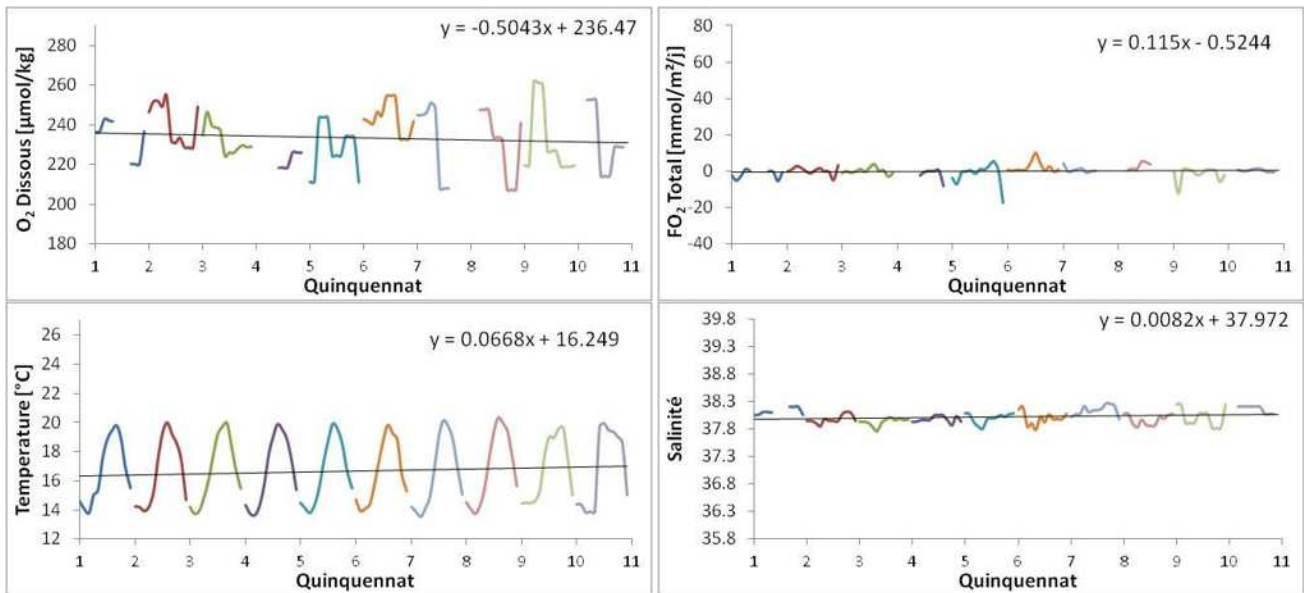 y = -0.5043x + 236.47
O₂ Dissous [µmol/kg]
280
260
240
220
200
180
1 2 3 4 5 6 7 8 9 10 11
Quinquennat
y = 0.115x - 0.5244
FO₂ Total [mmol/m²/j]
80
60
40
20
0
-20
-40
1 2 3 4 5 6 7 8 9 10 11
Quinquennat
y = 0.0668x + 16.249
Temperature [°C]
26
24
22
20
18
16
14
12
1 2 3 4 5 6 7 8 9 10 11
Quinquennat
y = 0.0082x + 37.972
Salinité
39.8
39.3
38.8
38.3
37.8
37.3
36.8
36.3
35.8
1 2 3 4 5 6 7 8 9 10 11
Quinquennat